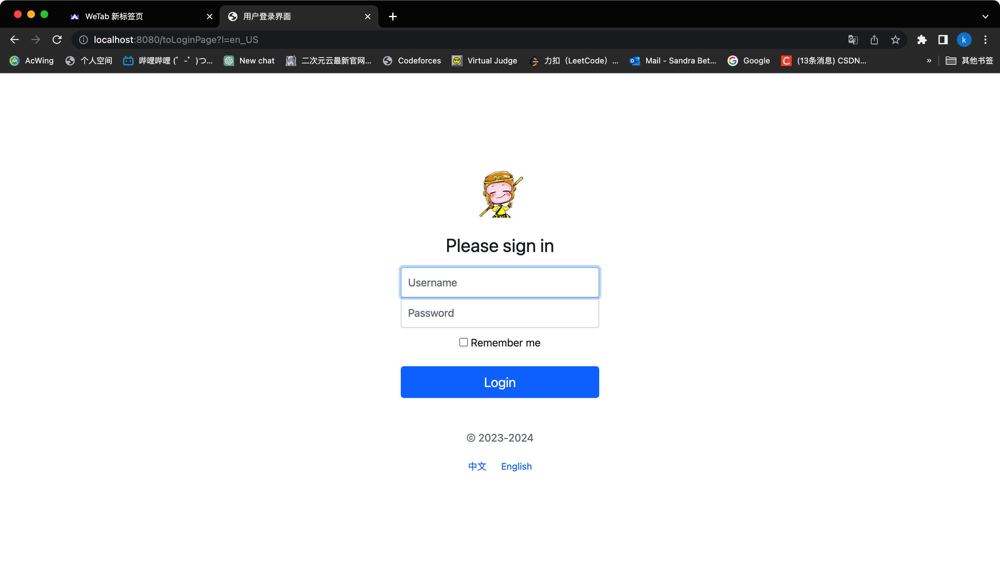 WeTab 新标签页
用户登录界面
localhost:8080/toLoginPage?l=en_US
k
AcWing
个人空间
哔哩哔哩 (゜-゜)つ...
New chat
二次元云最新官网...
Codeforces
Virtual Judge
力扣（LeetCode）...
Mail - Sandra Bet...
Google
(13条消息) CSDN...
»
其他书签
Please sign in
Username
Password
Remember me
Login
© 2023-2024
中文 English